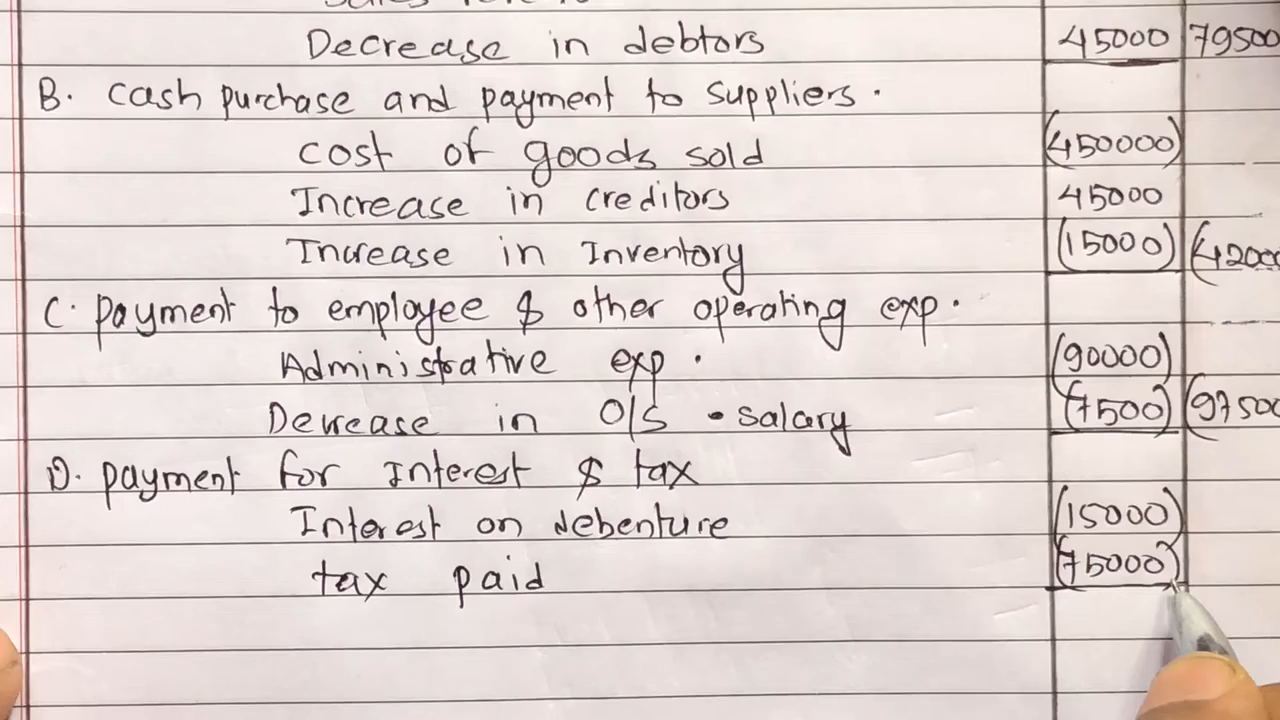 Decrease in debtors 45000 79500
B. cash purchase and payment to suppliers.
cost of goods sold (450000)
Increase in creditors 45000
Increase in Inventory (15000) (42000
C. payment to employee $ other operating exp.
Administrative exp. (90000)
Decrease in O/S - salary (7500) (97500
D. payment for Interest $ tax
Interest on debenture (15000)
tax paid (75000)